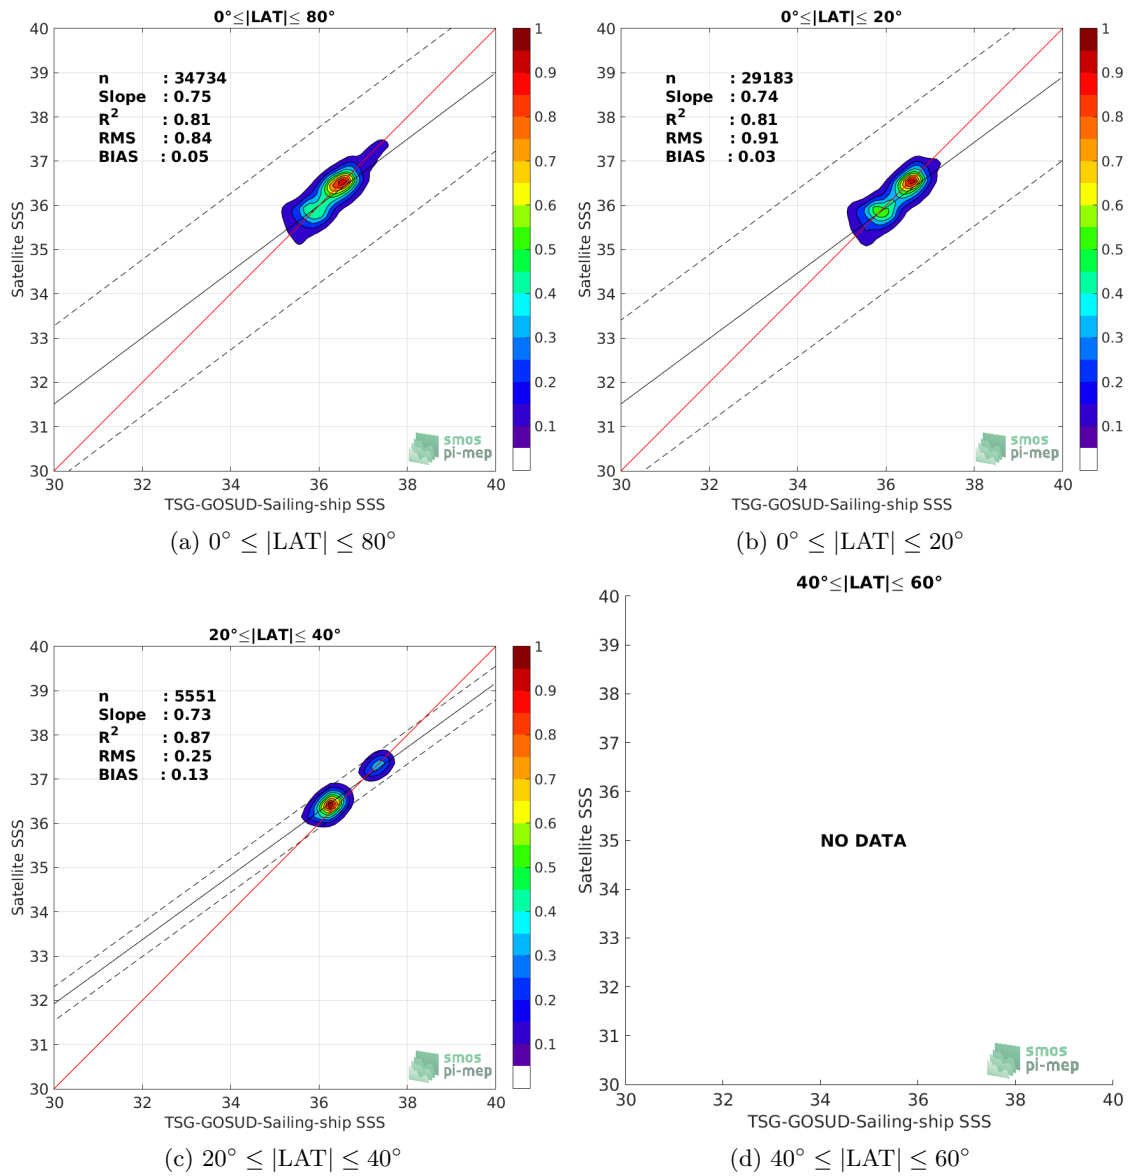 0°≤|LAT|≤ 80°
40
39
38
37
36
35
34
33
32
31
30
Satellite SSS
n : 34734
Slope : 0.75
R2 : 0.81
RMS : 0.84
BIAS : 0.05
smos
pi-mep
30 32 34 36 38 40
TSG-GOSUD-Sailing-ship SSS
1
0.9
0.8
0.7
0.6
0.5
0.4
0.3
0.2
0.1
(a) 0° ≤ |LAT| ≤ 80°
0°≤|LAT|≤ 20°
40
39
38
37
36
35
34
33
32
31
30
Satellite SSS
n : 29183
Slope : 0.74
R2 : 0.81
RMS : 0.91
BIAS : 0.03
smos
pi-mep
30 32 34 36 38 40
TSG-GOSUD-Sailing-ship SSS
1
0.9
0.8
0.7
0.6
0.5
0.4
0.3
0.2
0.1
(b) 0° ≤ |LAT| ≤ 20°
20°≤|LAT|≤ 40°
40
39
38
37
36
35
34
33
32
31
30
Satellite SSS
n : 5551
Slope : 0.73
R2 : 0.87
RMS : 0.25
BIAS : 0.13
smos
pi-mep
30 32 34 36 38 40
TSG-GOSUD-Sailing-ship SSS
1
0.9
0.8
0.7
0.6
0.5
0.4
0.3
0.2
0.1
(c) 20° ≤ |LAT| ≤ 40°
40°≤|LAT|≤ 60°
40
39
38
37
36
35
34
33
32
31
30
Satellite SSS
NO DATA
smos
pi-mep
30 32 34 36 38 40
TSG-GOSUD-Sailing-ship SSS
(d) 40° ≤ |LAT| ≤ 60°